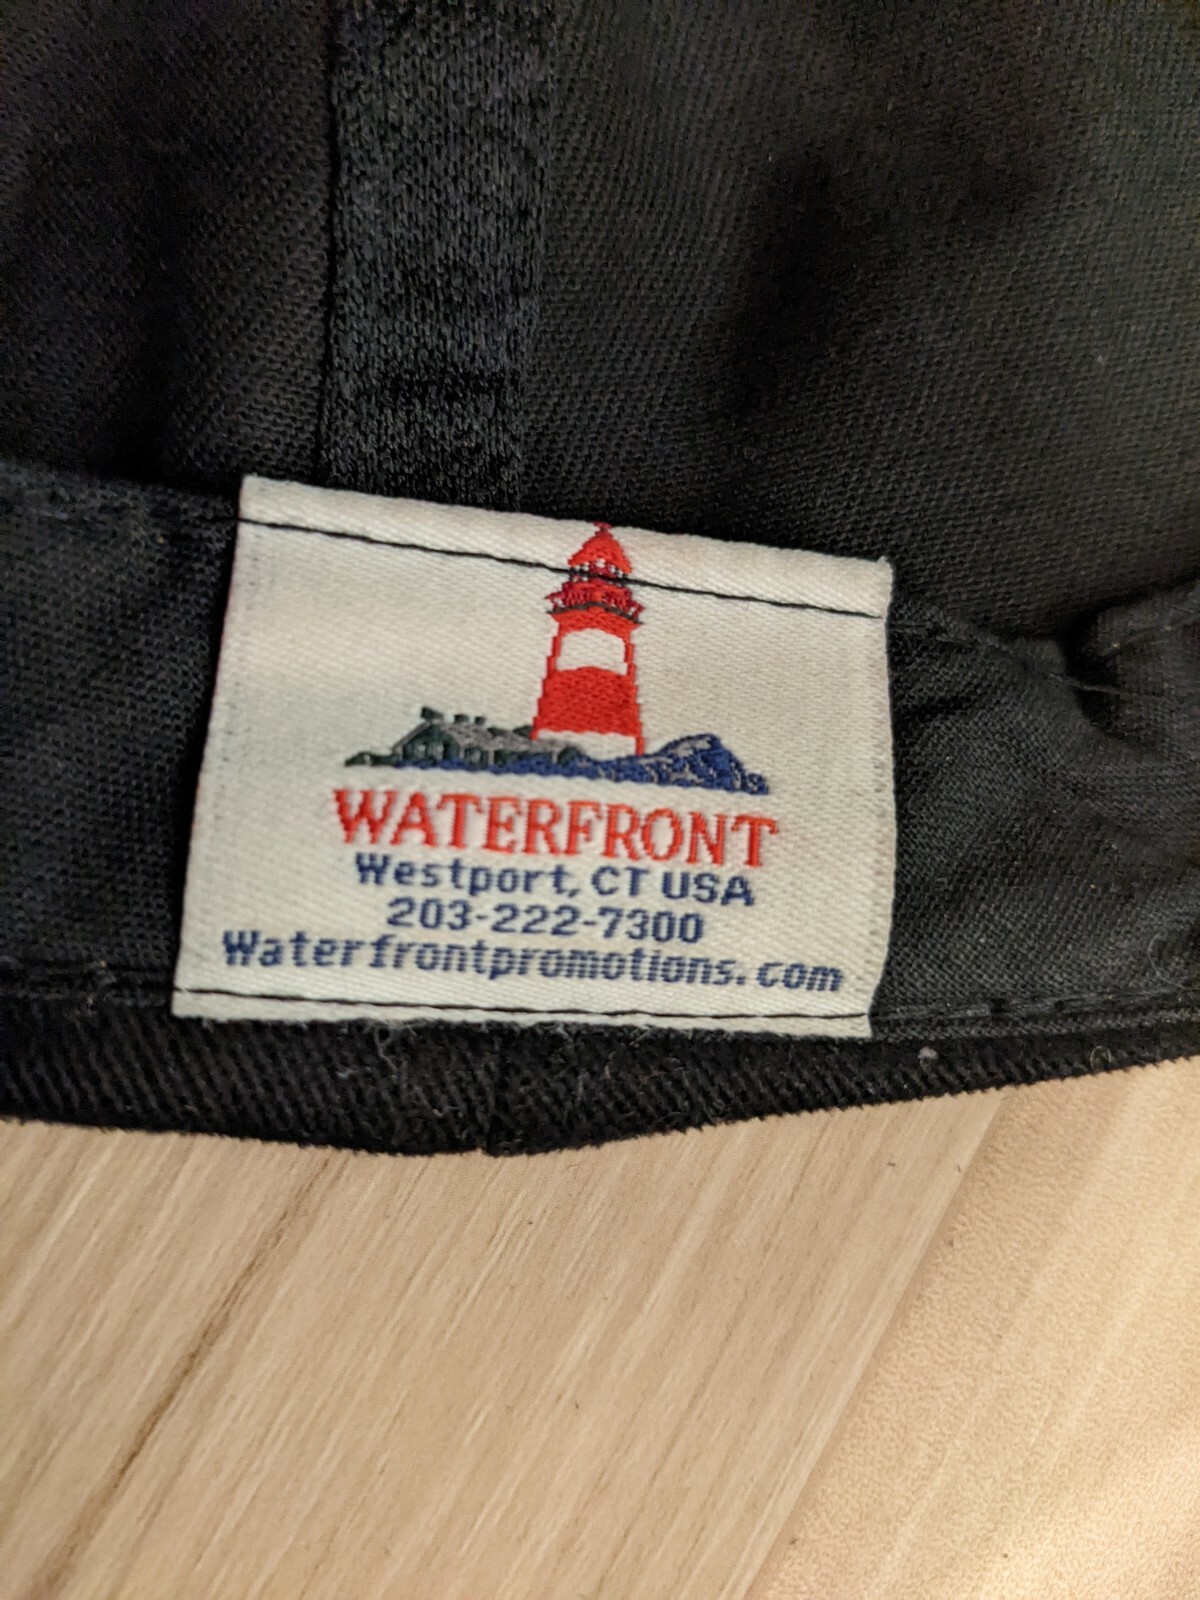 WATERFRONT
Westport, CT USA
203-222-7300
Waterfrontpromotions.com